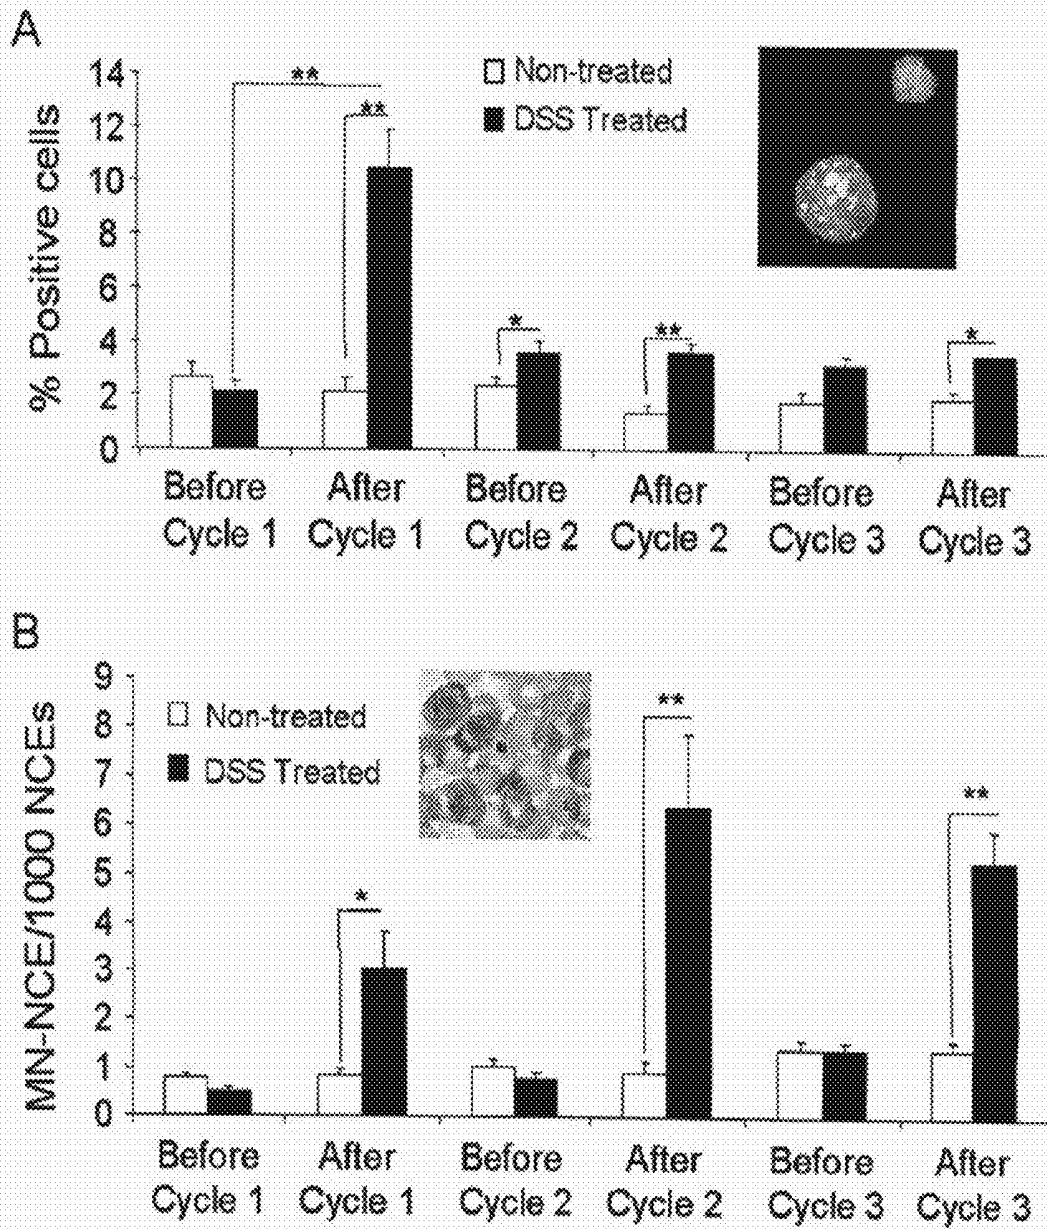 A
% Positive cells
14
12
10
8
6
4
2
0
Non-treated
DSS Treated
**
**
*
**
*
Before Cycle 1
After Cycle 1
Before Cycle 2
After Cycle 2
Before Cycle 3
After Cycle 3
B
MN-NCE/1000 NCEs
9
8
7
6
5
4
3
2
1
0
Non-treated
DSS Treated
*
**
**
Before Cycle 1
After Cycle 1
Before Cycle 2
After Cycle 2
Before Cycle 3
After Cycle 3